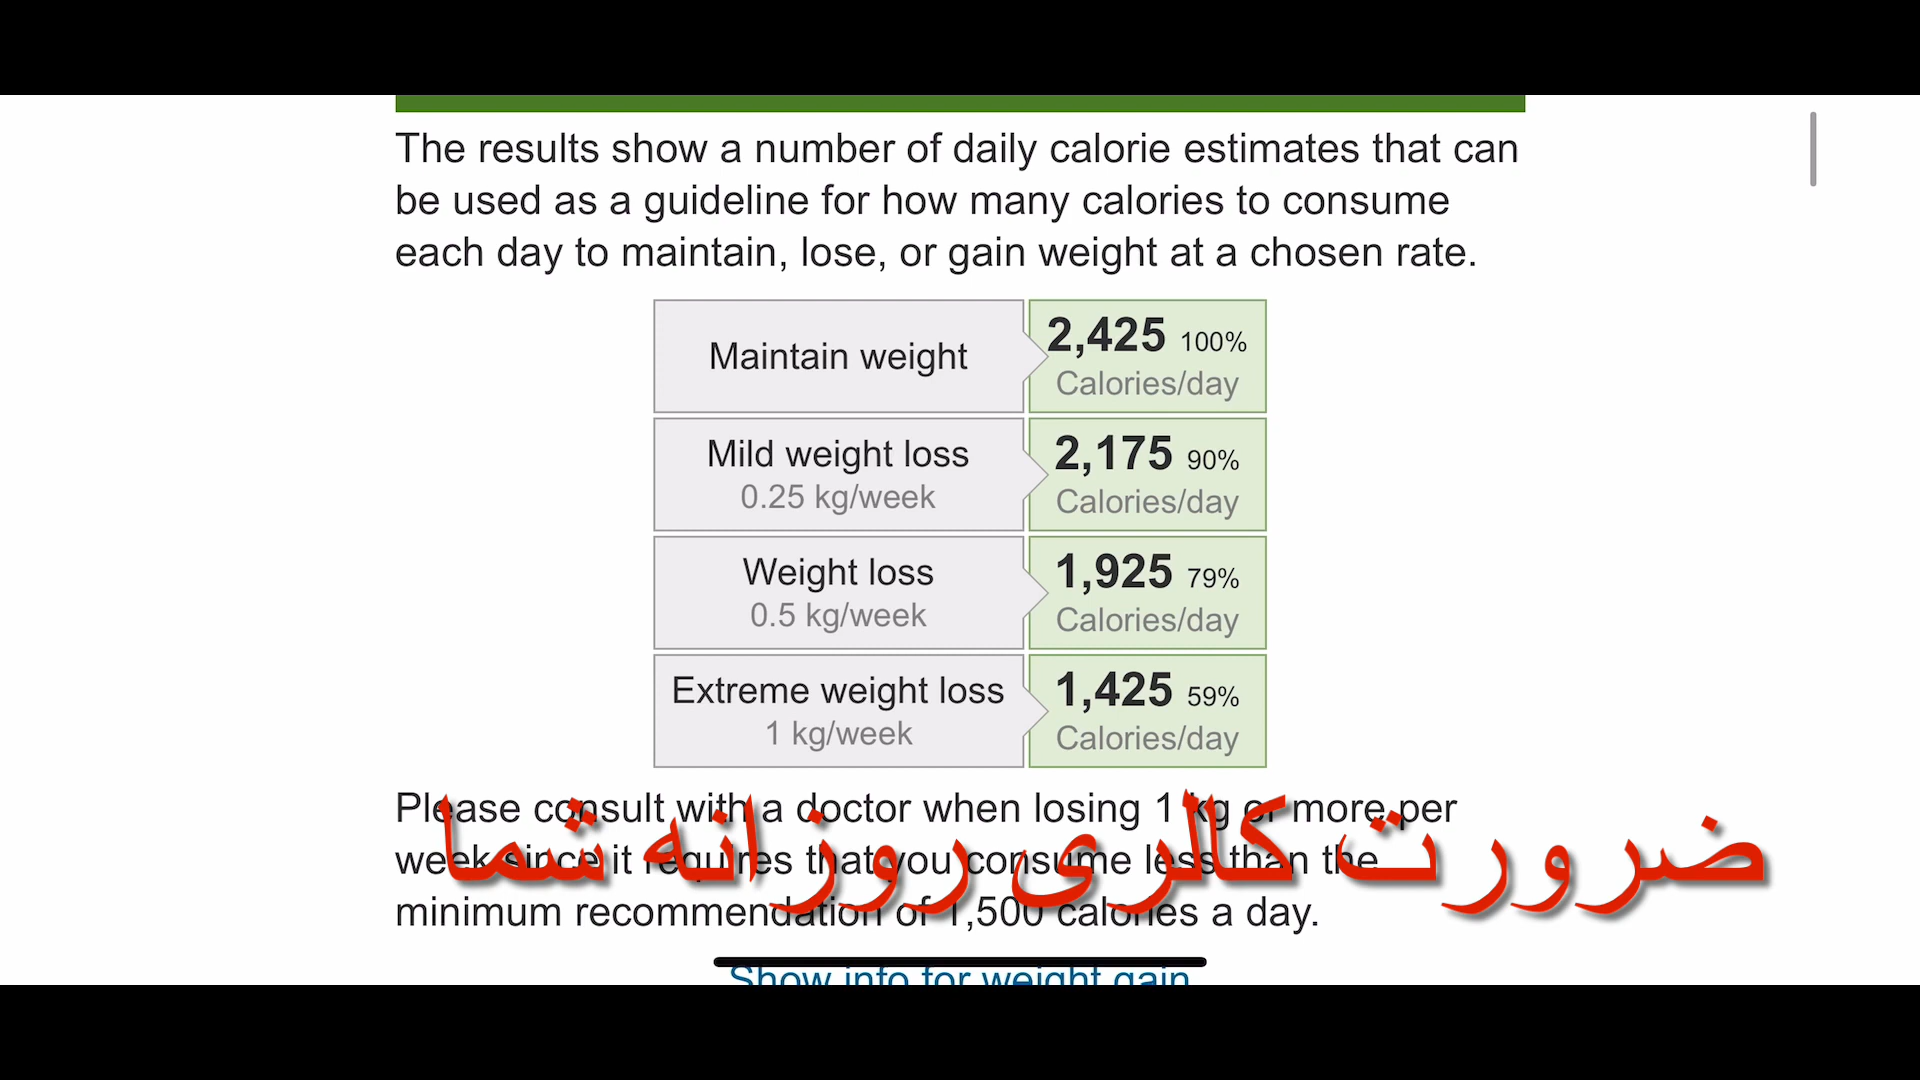 The results show a number of daily calorie estimates that can
be used as a guideline for how many calories to consume
each day to maintain, lose, or gain weight at a chosen rate.
Maintain weight
2,425 100%
Calories/day
Mild weight loss
0.25 kg/week
2,175 90%
Calories/day
Weight loss
0.5 kg/week
1,925 79%
Calories/day
Extreme weight loss
1 kg/week
1,425 59%
Calories/day
Please consult with a doctor when losing 1 kg or more per
week since it requires that you consume less than the
minimum recommendation of 1,500 calories a day.
ضرورت کالری روزانه شما
Show info for weight gain